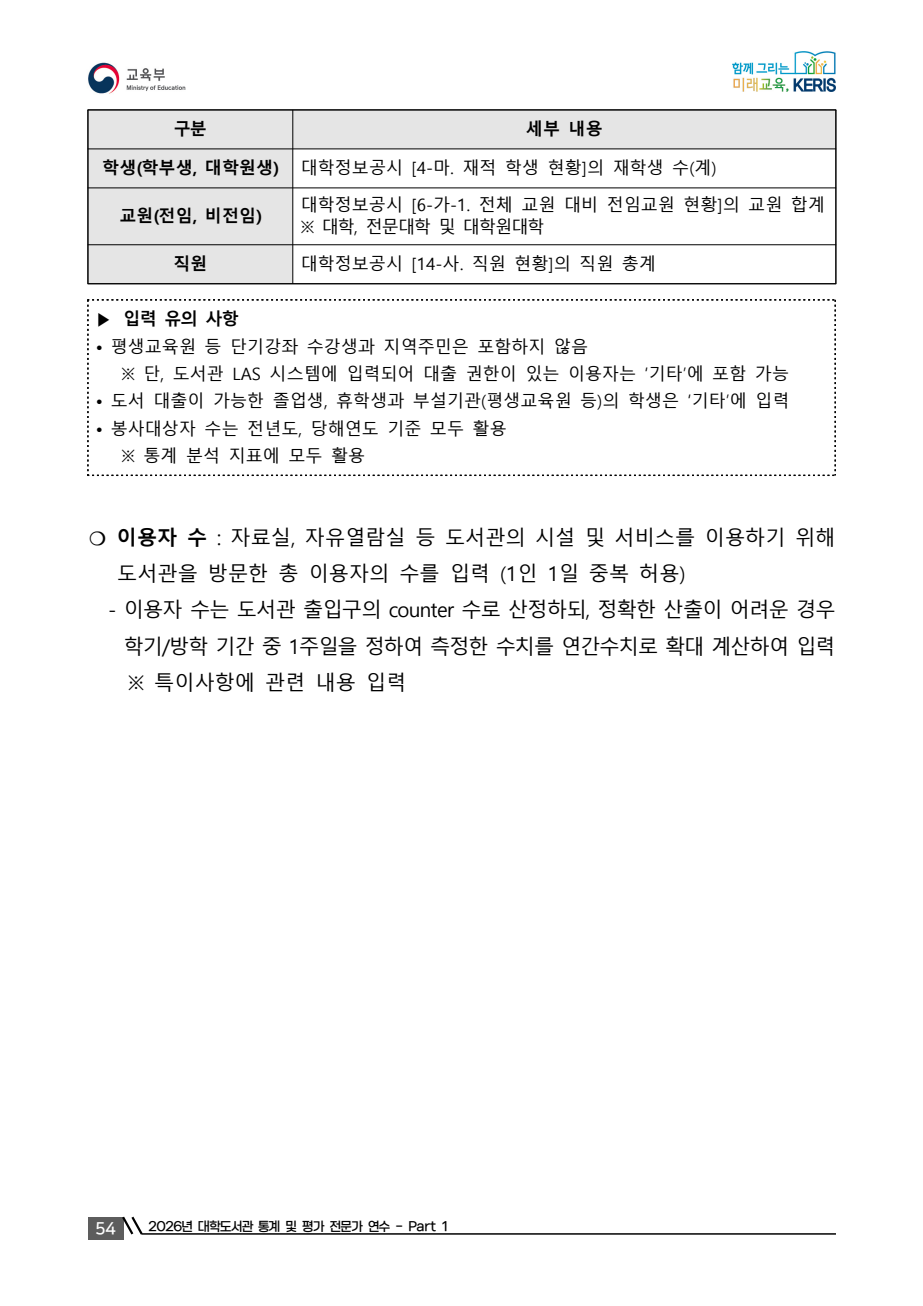 교육부
Ministry of Education
함께 그리는
미래교육, KERIS
구분 세부 내용
학생(학부생, 대학원생) 대학정보공시 [4-마. 재적 학생 현황]의 재학생 수(계)
교원(전임, 비전임) 대학정보공시 [6-가-1. 전체 교원 대비 전임교원 현황]의 교원 합계
※ 대학, 전문대학 및 대학원대학
직원 대학정보공시 [14-사. 직원 현황]의 직원 총계
▶ 입력 유의 사항
• 평생교육원 등 단기강좌 수강생과 지역주민은 포함하지 않음
※ 단, 도서관 LAS 시스템에 입력되어 대출 권한이 있는 이용자는 ‘기타’에 포함 가능
• 도서 대출이 가능한 졸업생, 휴학생과 부설기관(평생교육원 등)의 학생은 ‘기타’에 입력
• 봉사대상자 수는 전년도, 당해연도 기준 모두 활용
※ 통계 분석 지표에 모두 활용
❍ 이용자 수 : 자료실, 자유열람실 등 도서관의 시설 및 서비스를 이용하기 위해
도서관을 방문한 총 이용자의 수를 입력 (1인 1일 중복 허용)
- 이용자 수는 도서관 출입구의 counter 수로 산정하되, 정확한 산출이 어려운 경우
학기/방학 기간 중 1주일을 정하여 측정한 수치를 연간수치로 확대 계산하여 입력
※ 특이사항에 관련 내용 입력
54 2026년 대학도서관 통계 및 평가 전문가 연수 - Part 1